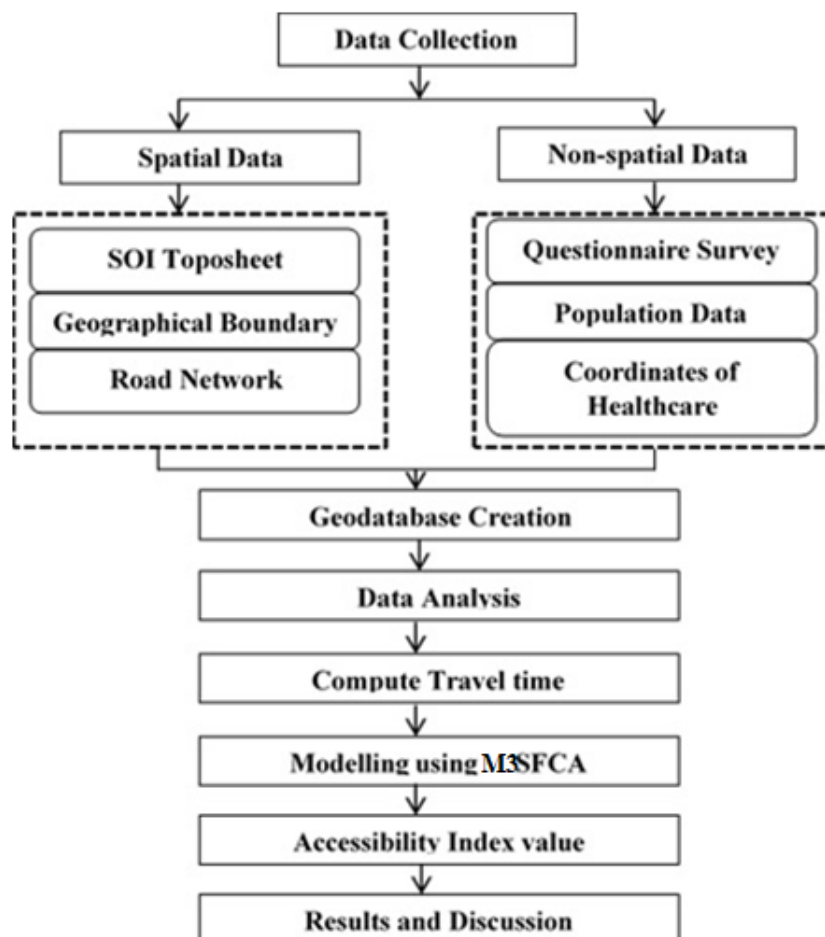 Data Collection
Spatial Data
Non-spatial Data
SOI Toposheet
Geographical Boundary
Road Network
Questionnaire Survey
Population Data
Coordinates of
Healthcare
Geodatabase Creation
Data Analysis
Compute Travel time
Modelling using M3SFCA
Accessibility Index value
Results and Discussion